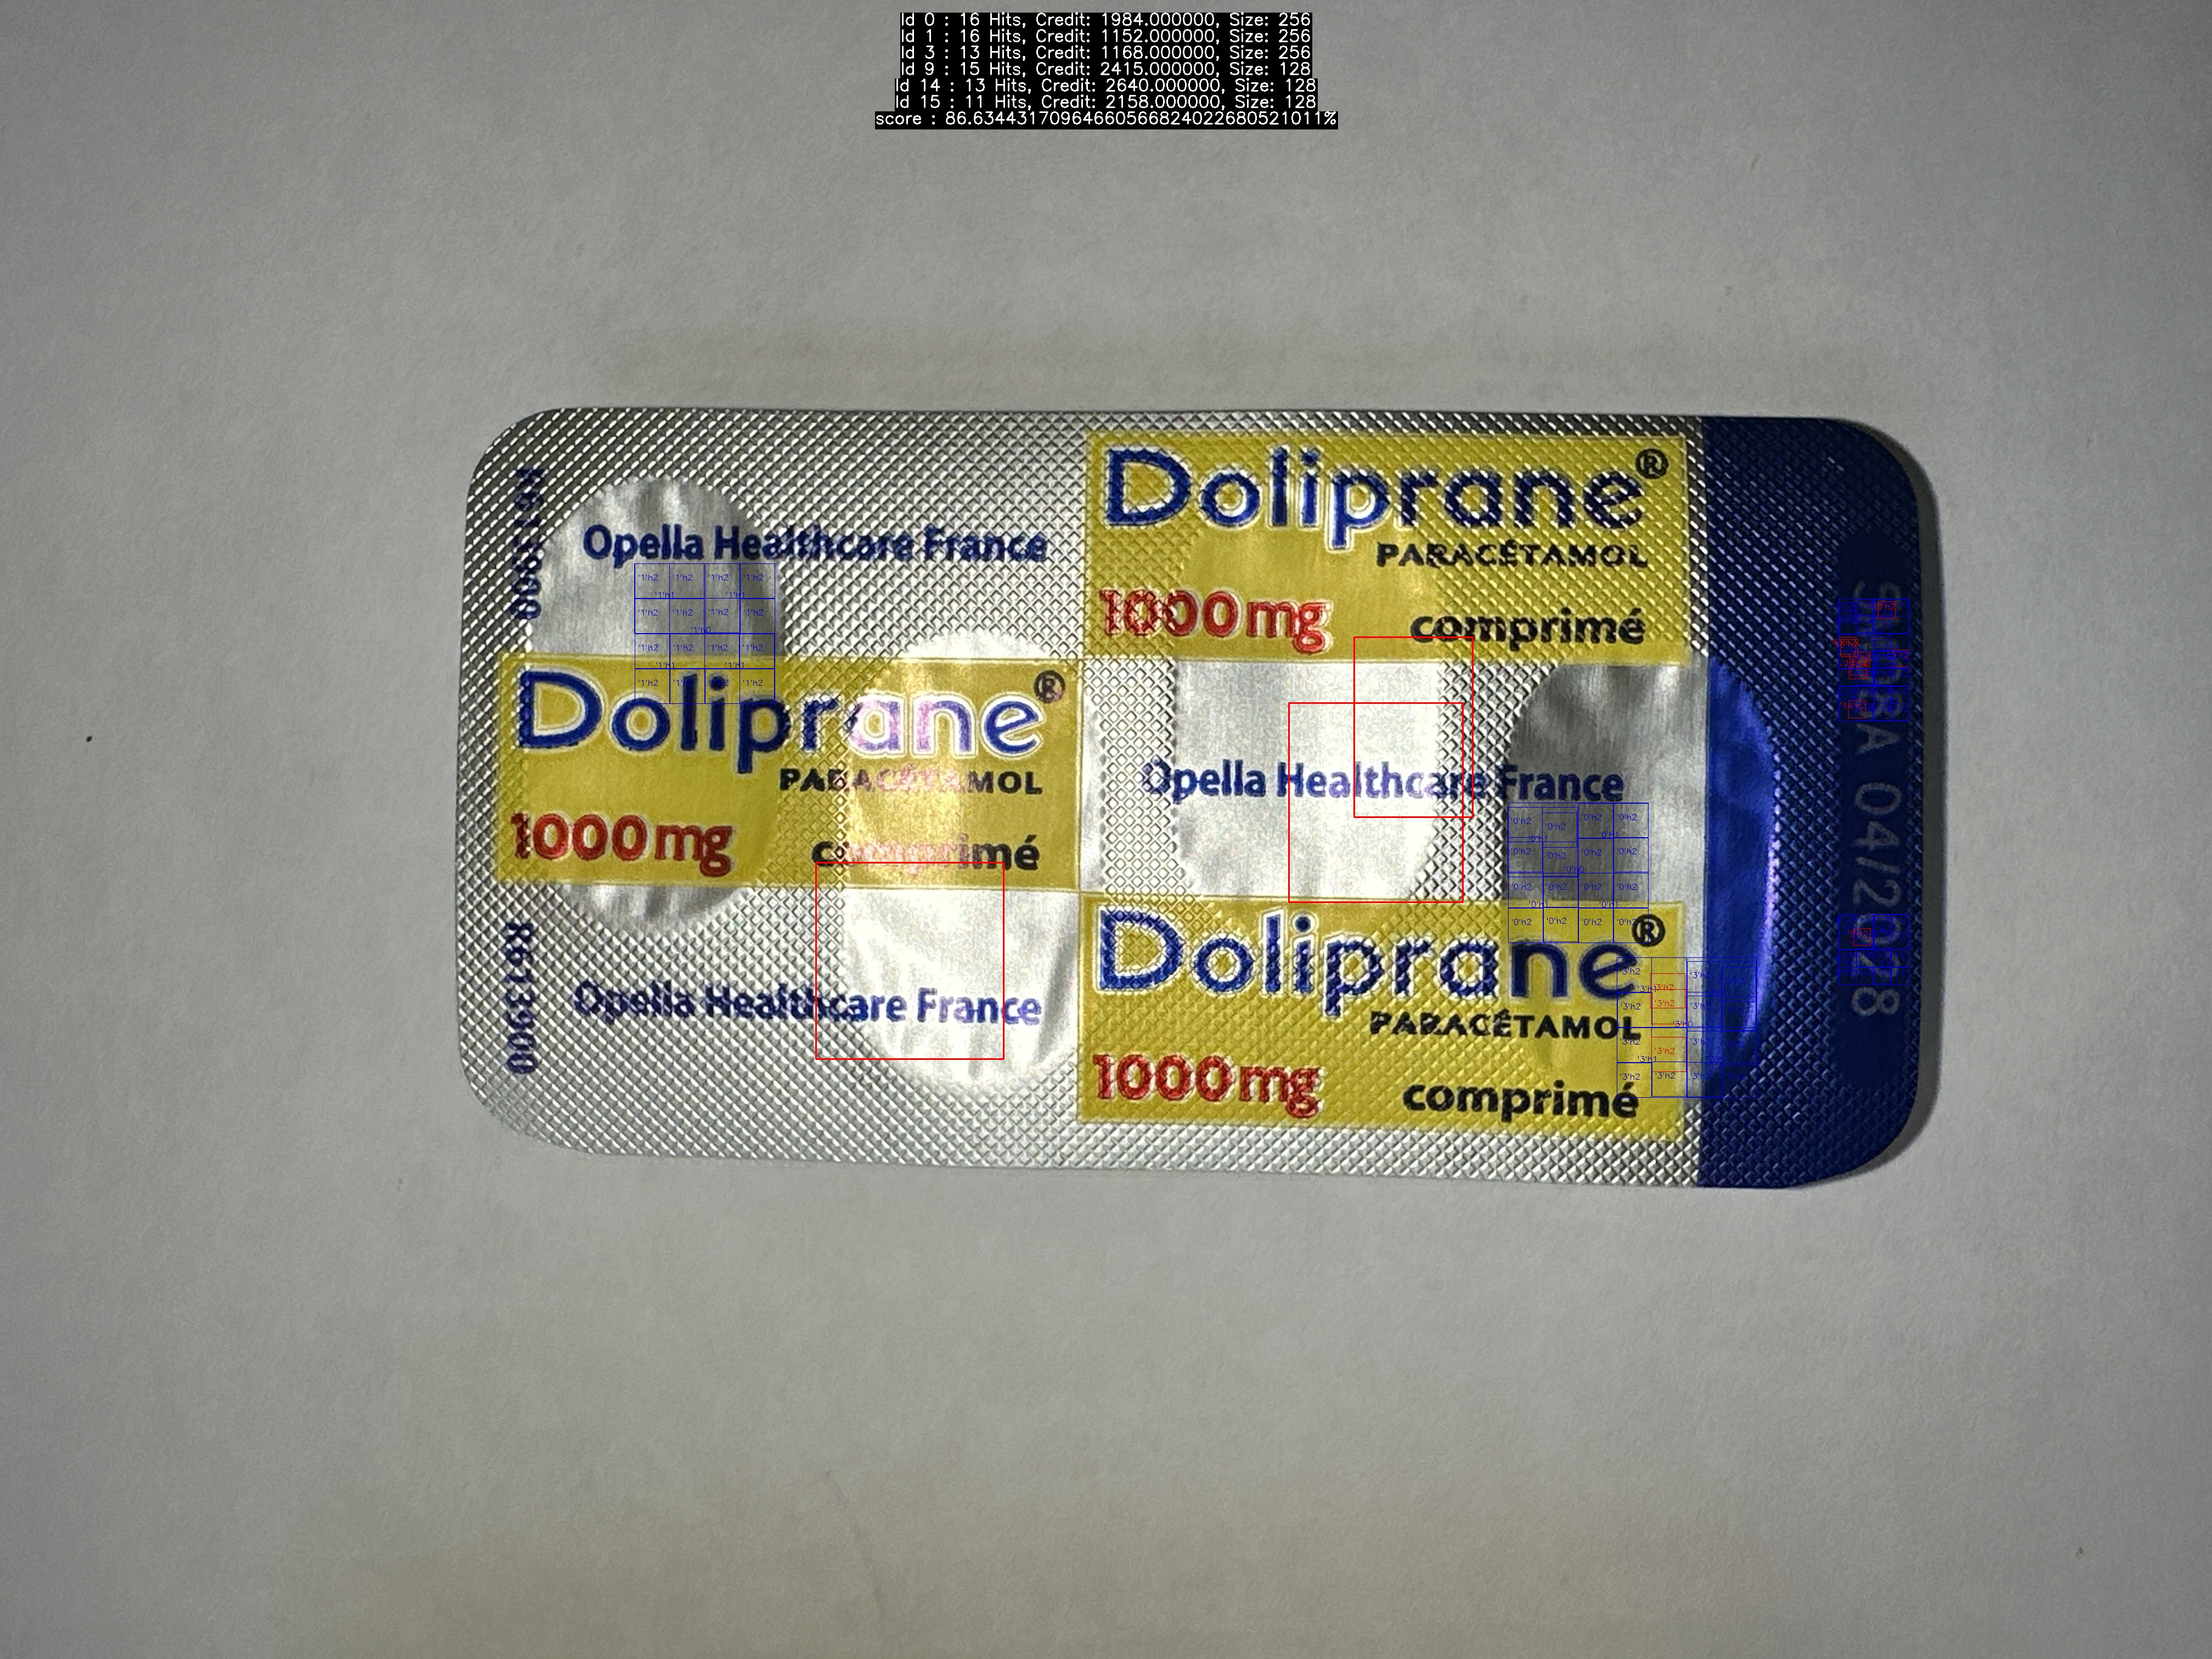 Id 0 : 16 Hits, Credit: 1984.000000, Size: 256
Id 1 : 16 Hits, Credit: 1152.000000, Size: 256
Id 3 : 13 Hits, Credit: 1168.000000, Size: 256
Id 9 : 15 Hits, Credit: 2415.000000, Size: 128
Id 14 : 13 Hits, Credit: 2640.000000, Size: 128
Id 15 : 11 Hits, Credit: 2158.000000, Size: 128
score : 86.63443170964660566824022680521011%
Doliprane®
PARACÉTAMOL
1000mg comprimé
Opella Healthcare France
R613900
Doliprane®
PARACÉTAMOL
1000mg comprimé
Opella Healthcare France
Opella Healthcare France
R613900
Doliprane®
PARACÉTAMOL
1000mg comprimé
04/2028